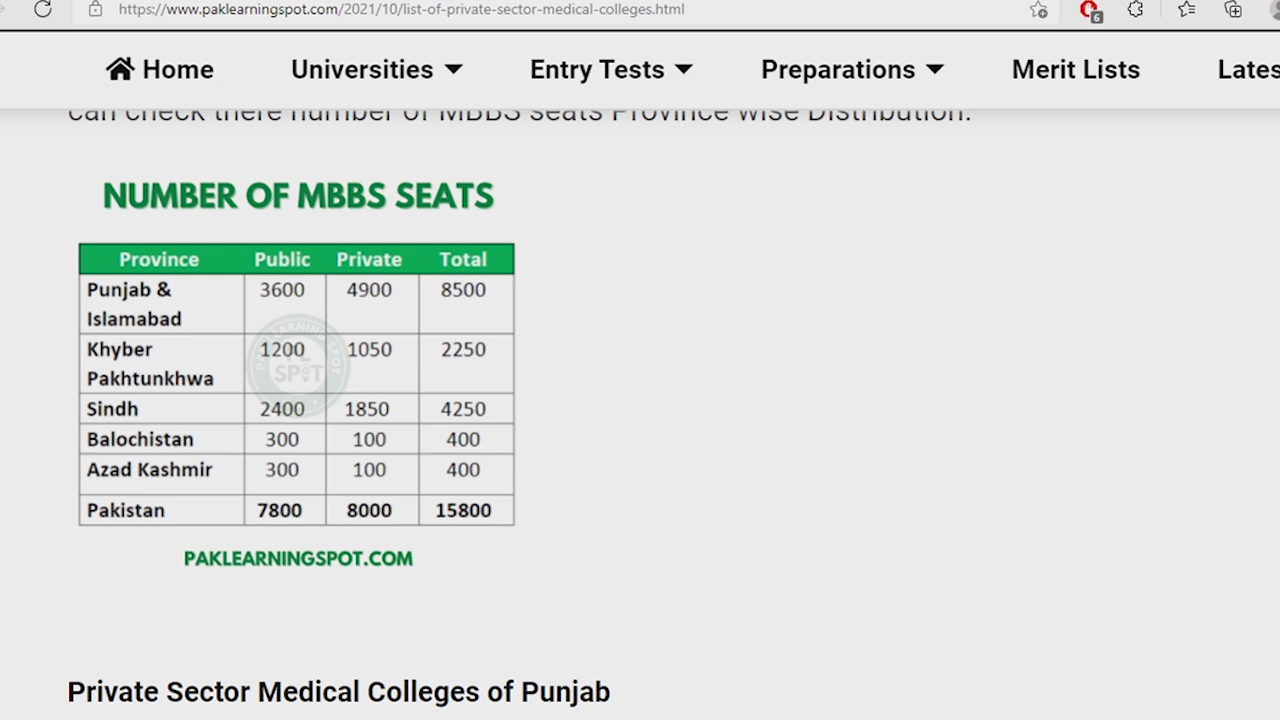 https://www.paklearningspot.com/2021/10/list-of-private-sector-medical-colleges.html
6
Home Universities Entry Tests Preparations Merit Lists Lates
can check there number of MBBS seats Province wise Distribution.
NUMBER OF MBBS SEATS
Province Public Private Total
Punjab & Islamabad 3600 4900 8500
Khyber Pakhtunkhwa 1200 1050 2250
Sindh 2400 1850 4250
Balochistan 300 100 400
Azad Kashmir 300 100 400
Pakistan 7800 8000 15800
PAKLEARNINGSPOT.COM
Private Sector Medical Colleges of Punjab